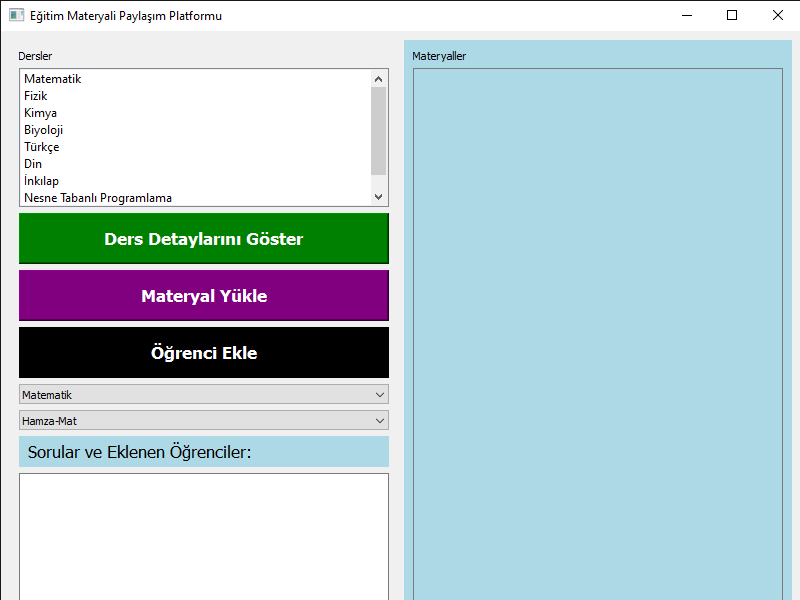 Eğitim Materyali Paylaşım Platformu
Dersler
Matematik
Fizik
Kimya
Biyoloji
Türkçe
Din
İnkılap
Nesne Tabanlı Programlama
Ders Detaylarını Göster
Materyal Yükle
Öğrenci Ekle
Matematik
Hamza-Mat
Sorular ve Eklenen Öğrenciler:
Materyaller